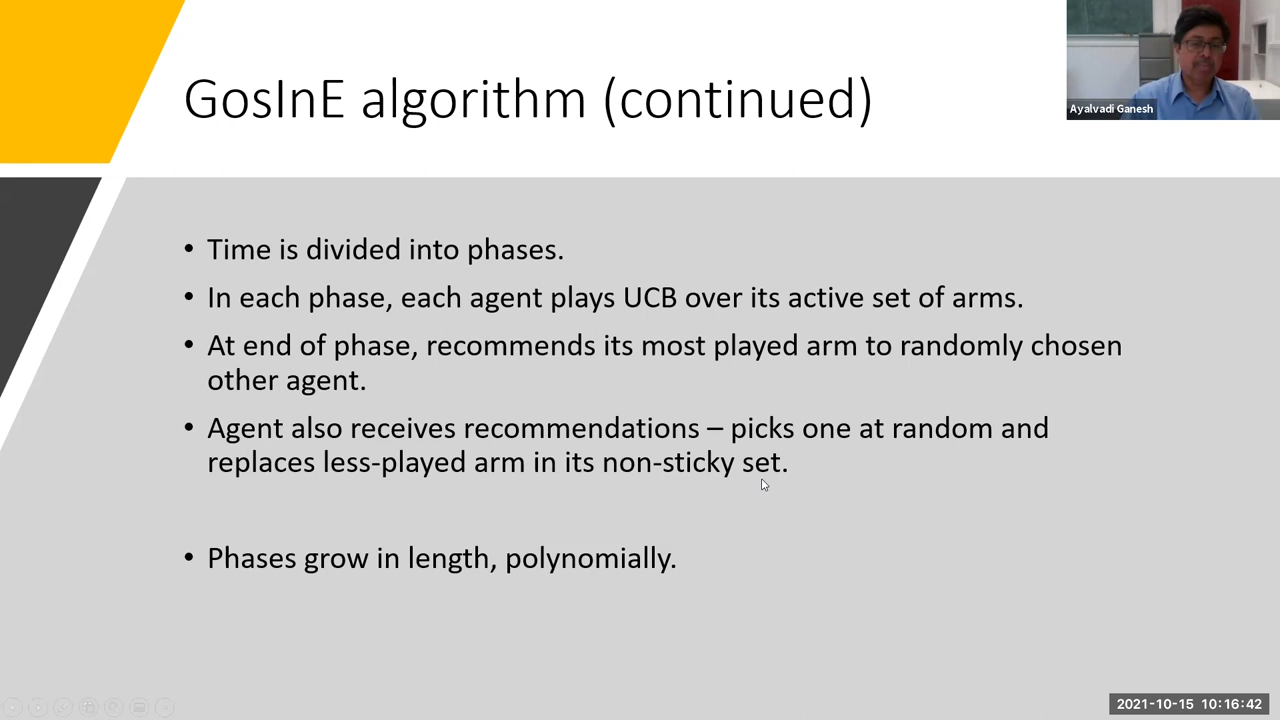 GosInE algorithm (continued)
Ayalvadi Ganesh
• Time is divided into phases.
• In each phase, each agent plays UCB over its active set of arms.
• At end of phase, recommends its most played arm to randomly chosen
other agent.
• Agent also receives recommendations – picks one at random and
replaces less-played arm in its non-sticky set.
• Phases grow in length, polynomially.
2021-10-15 10:16:42